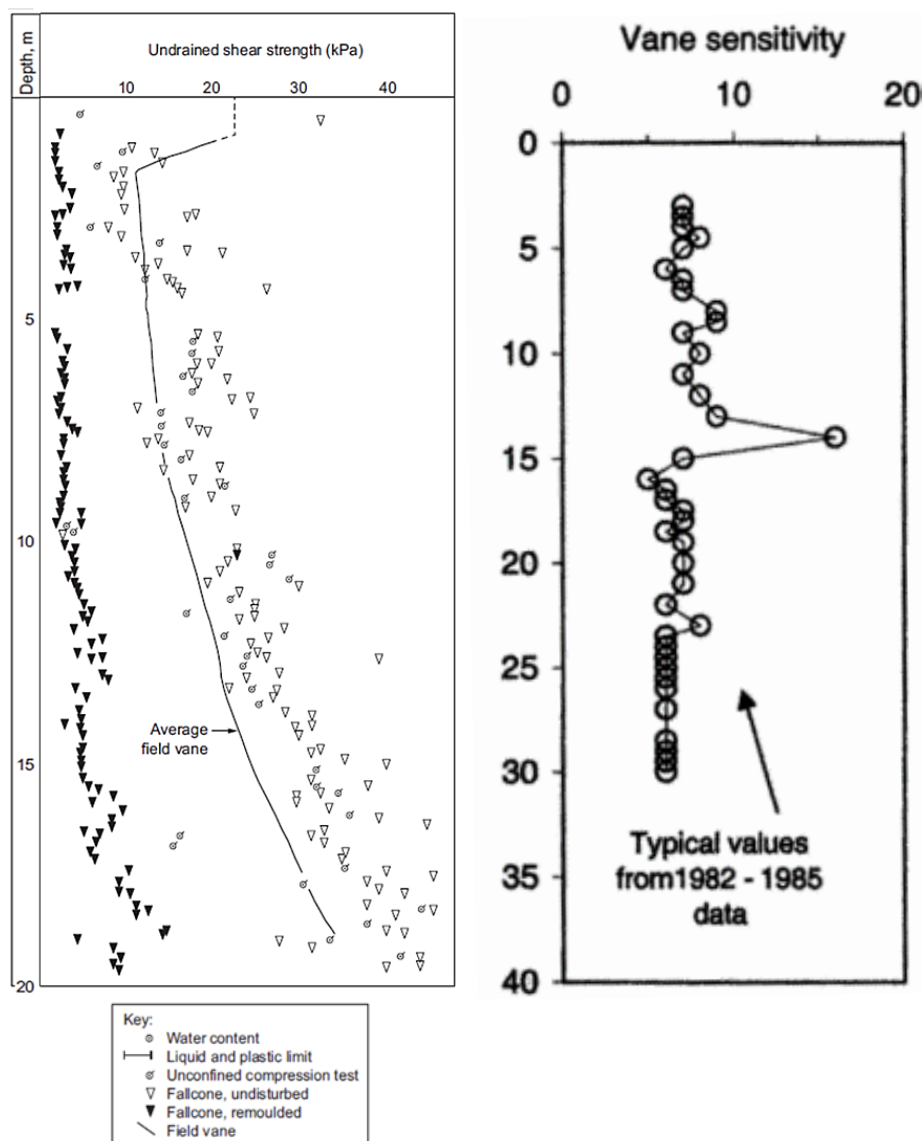 Depth, m
Undrained shear strength (kPa)
10 20 30 40
5
10
Average
field vane
15
20
Key:
Water content
Liquid and plastic limit
Unconfined compression test
Fallcone, undisturbed
Fallcone, remoulded
Field vane
Vane sensitivity
0 10 20
0
5
10
15
20
25
30
35
40
Typical values
from1982 - 1985
data